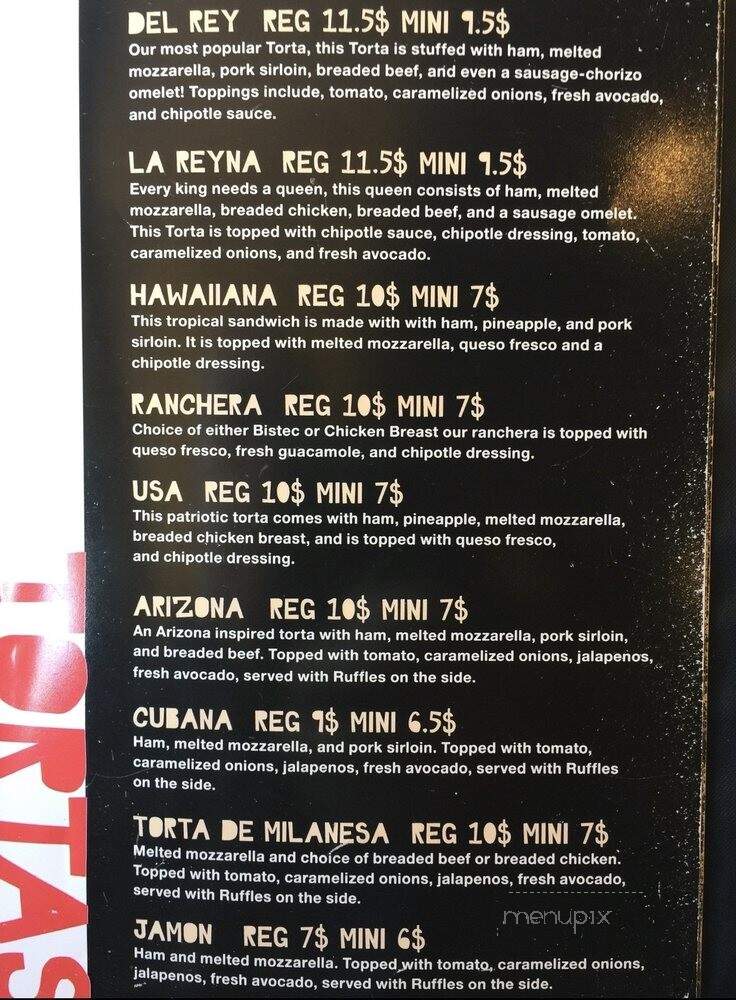 DEL REY REG 11.5$ MINI 9.5$
Our most popular Torta, this Torta is stuffed with ham, melted
mozzarella, pork sirloin, breaded beef, and even a sausage-chorizo
omelet! Toppings include, tomato, caramelized onions, fresh avocado,
and chipotle sauce.
LA REYNA REG 11.5$ MINI 9.5$
Every king needs a queen, this queen consists of ham, melted
mozzarella, breaded chicken, breaded beef, and a sausage omelet.
This Torta is topped with chipotle sauce, chipotle dressing, tomato,
caramelized onions, and fresh avocado.
HAWAIIANA REG 10$ MINI 7$
This tropical sandwich is made with with ham, pineapple, and pork
sirloin. It is topped with melted mozzarella, queso fresco and a
chipotle dressing.
RANCHERA REG 10$ MINI 7$
Choice of either Bistec or Chicken Breast our ranchera is topped with
queso fresco, fresh guacamole, and chipotle dressing.
USA REG 10$ MINI 7$
This patriotic torta comes with ham, pineapple, melted mozzarella,
breaded chicken breast, and is topped with queso fresco,
and chipotle dressing.
ARIZONA REG 10$ MINI 7$
An Arizona inspired torta with ham, melted mozzarella, pork sirloin,
and breaded beef. Topped with tomato, caramelized onions, jalapenos,
fresh avocado, served with Ruffles on the side.
CUBANA REG 9$ MINI 6.5$
Ham, melted mozzarella, and pork sirloin. Topped with tomato,
caramelized onions, jalapenos, fresh avocado, served with Ruffles
on the side.
TORTA DE MILANESA REG 10$ MINI 7$
Melted mozzarella and choice of breaded beef or breaded chicken.
Topped with tomato, caramelized onions, jalapenos, fresh avocado,
served with Ruffles on the side.
JAMON REG 7$ MINI 6$
Ham and melted mozzarella. Topped with tomato, caramelized onions,
jalapenos, fresh avocado, served with Ruffles on the side.
TORTAS
menupix